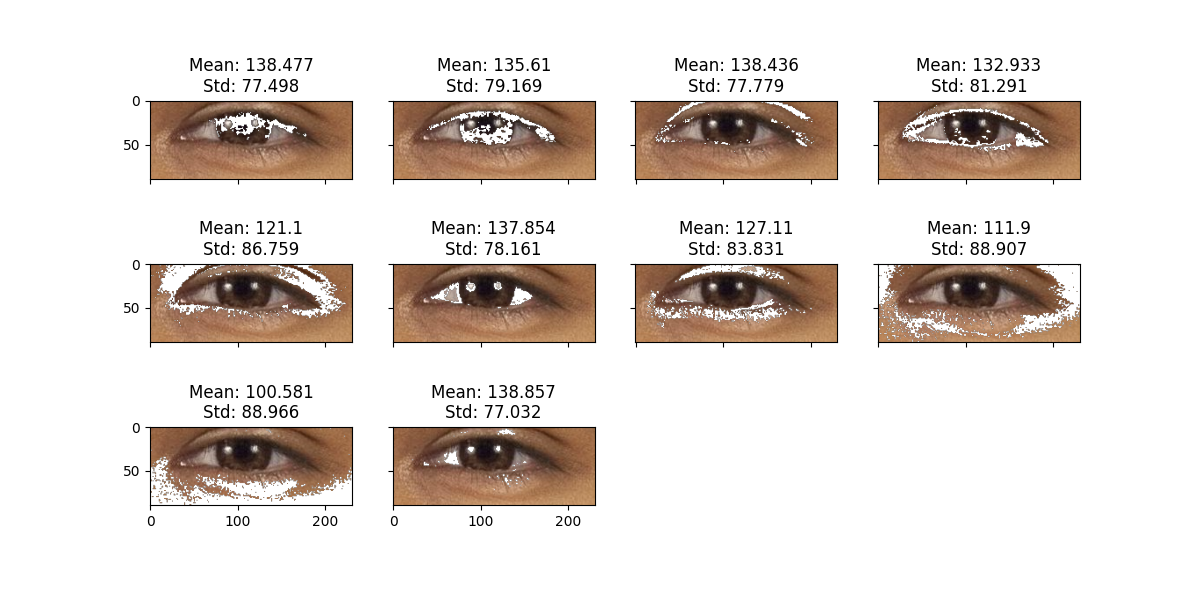 Mean: 138.477
Std: 77.498
Mean: 135.61
Std: 79.169
Mean: 138.436
Std: 77.779
Mean: 132.933
Std: 81.291
0
50
Mean: 121.1
Std: 86.759
Mean: 137.854
Std: 78.161
Mean: 127.11
Std: 83.831
Mean: 111.9
Std: 88.907
0
50
Mean: 100.581
Std: 88.966
Mean: 138.857
Std: 77.032
0
50
0 100 200
0 100 200